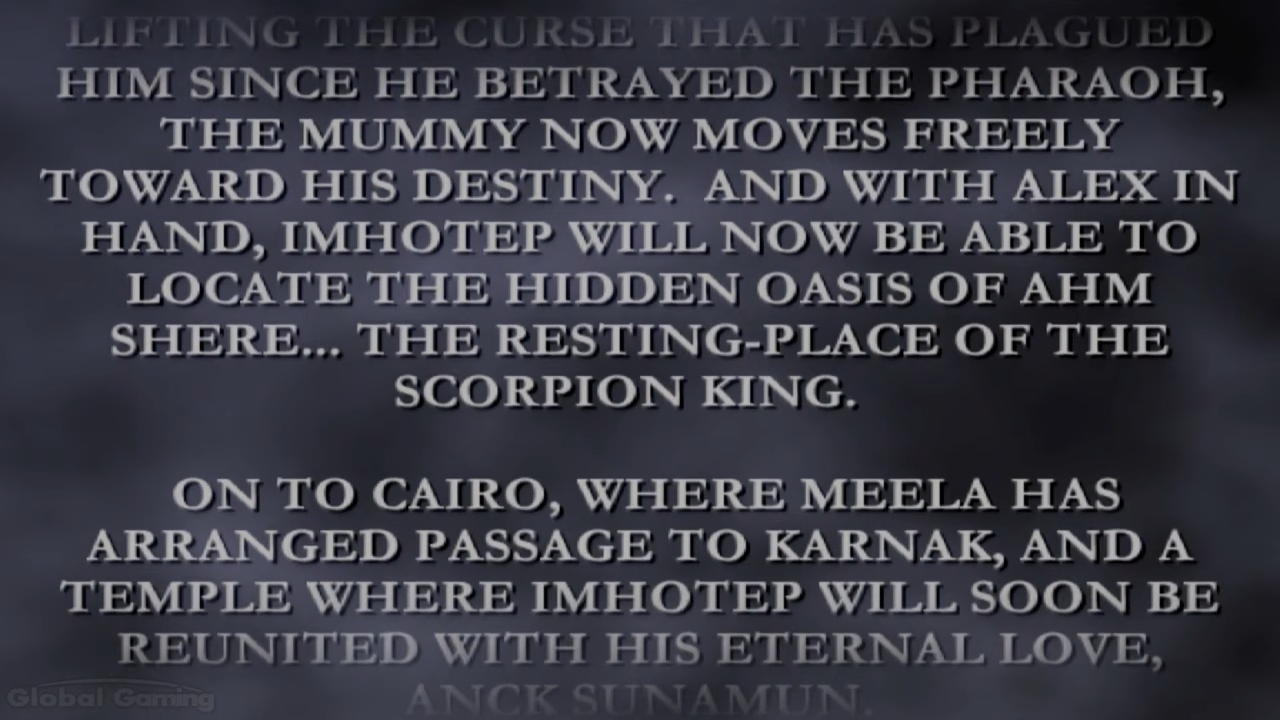 LIFTING THE CURSE THAT HAS PLAGUED
HIM SINCE HE BETRAYED THE PHARAOH,
THE MUMMY NOW MOVES FREELY
TOWARD HIS DESTINY.  AND WITH ALEX IN
HAND, IMHOTEP WILL NOW BE ABLE TO
LOCATE THE HIDDEN OASIS OF AHM
SHERE... THE RESTING-PLACE OF THE
SCORPION KING.
ON TO CAIRO, WHERE MEELA HAS
ARRANGED PASSAGE TO KARNAK, AND A
TEMPLE WHERE IMHOTEP WILL SOON BE
REUNITED WITH HIS ETERNAL LOVE,
ANCK SUNAMUN.
Global Gaming